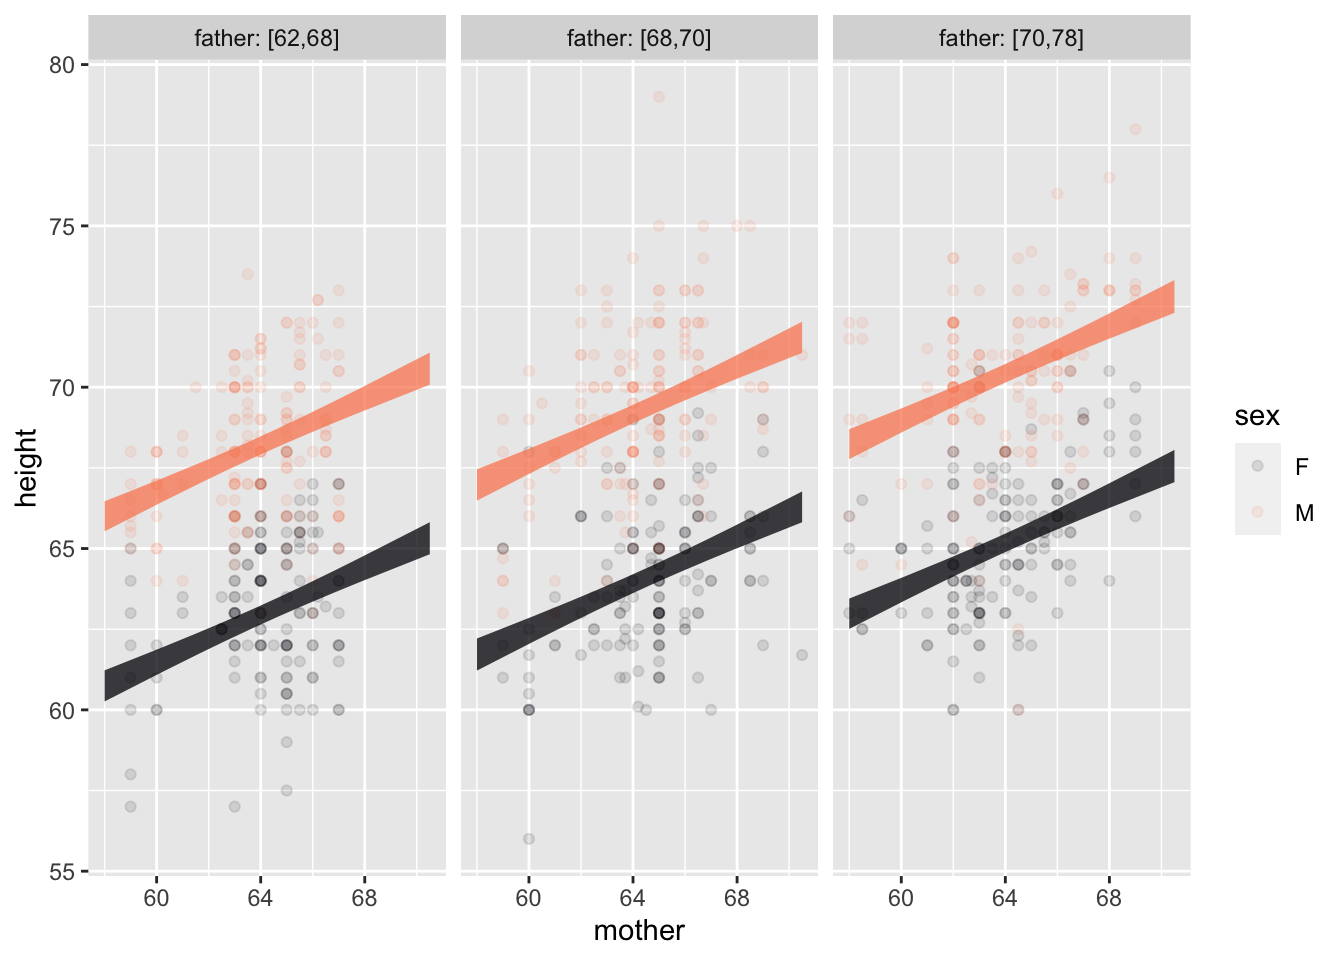 father: [62,68]
father: [68,70]
father: [70,78]
80
75
70
65
60
55
height
60 64 68
60 64 68
60 64 68
mother
sex
F
M